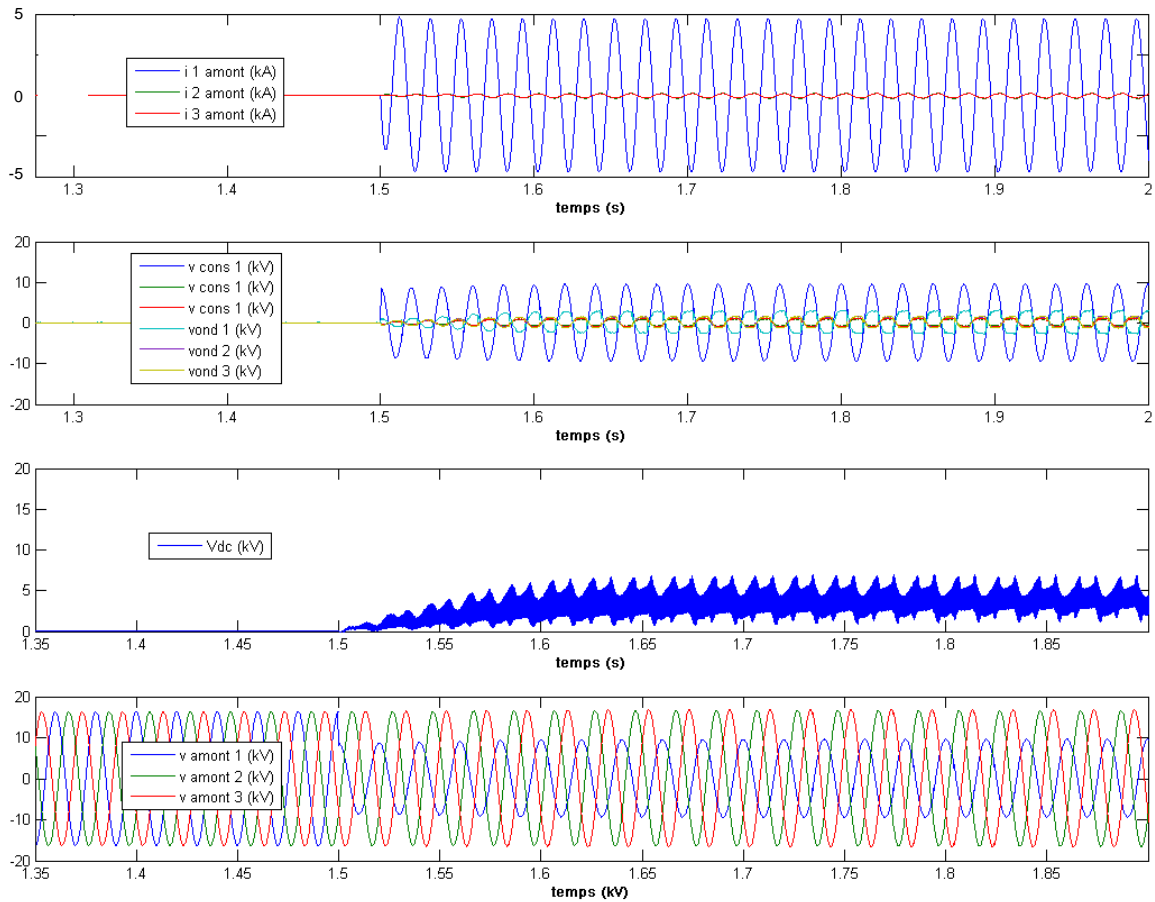 5
0
-5
i 1 amont (kA)
i 2 amont (kA)
i 3 amont (kA)
1.3 1.4 1.5 1.6 1.7 1.8 1.9 2
temps (s)
20
10
0
-10
-20
v cons 1 (kV)
v cons 1 (kV)
v cons 1 (kV)
vond 1 (kV)
vond 2 (kV)
vond 3 (kV)
1.3 1.4 1.5 1.6 1.7 1.8 1.9 2
temps (s)
20
15
10
5
0
Vdc (kV)
1.35 1.4 1.45 1.5 1.55 1.6 1.65 1.7 1.75 1.8 1.85
temps (s)
20
10
0
-10
-20
v amont 1 (kV)
v amont 2 (kV)
v amont 3 (kV)
1.35 1.4 1.45 1.5 1.55 1.6 1.65 1.7 1.75 1.8 1.85
temps (kV)